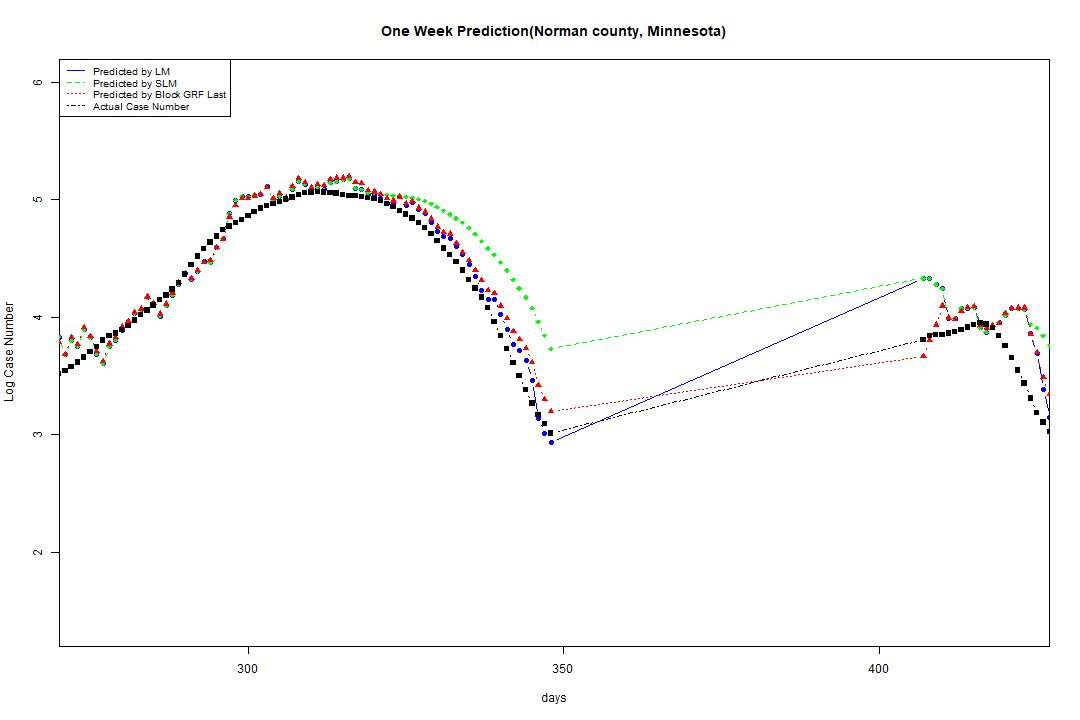 One Week Prediction(Norman county, Minnesota)
Predicted by LM
Predicted by SLM
Predicted by Block GRF Last
Actual Case Number
6
5
4
3
2
Log Case Number
300
350
400
days